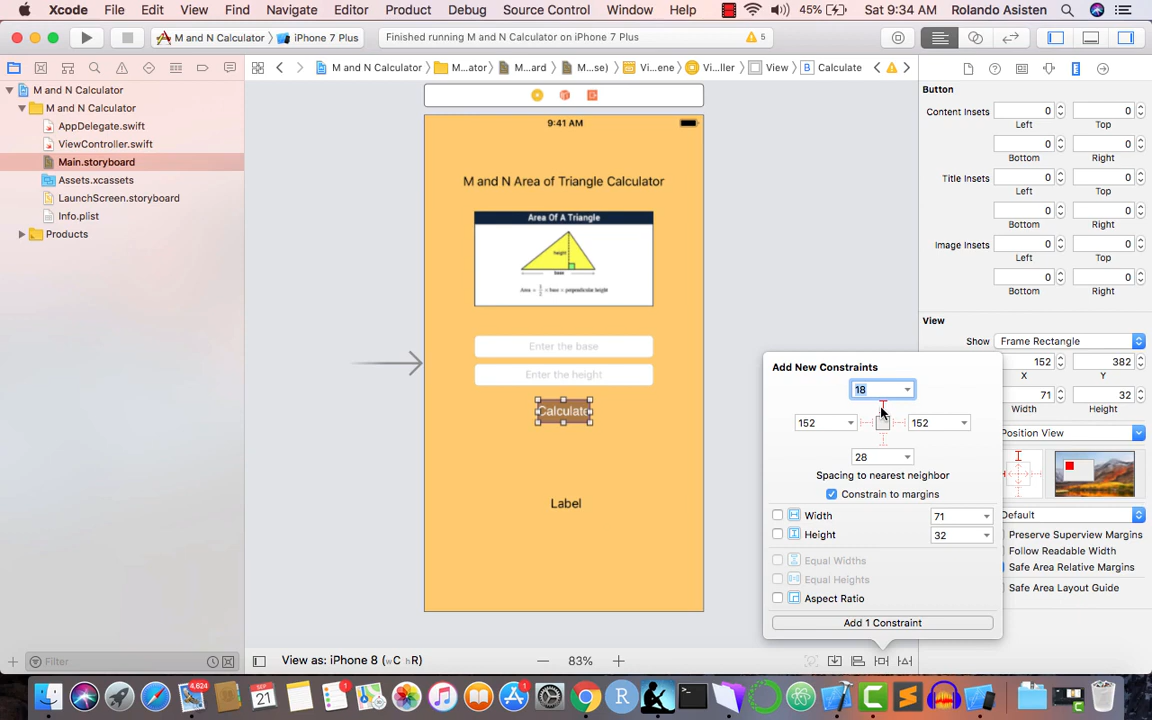 Xcode File Edit View Find Navigate Editor Product Debug Source Control Window Help 45% Sat 9:34 AM Rolando Asisten
M and N Calculator iPhone 7 Plus Finished running M and N Calculator on iPhone 7 Plus 5
M and N Calculator M...ator M...ard M...se) Vi...ene Vi...ller View B Calculate
M and N Calculator
M and N Calculator
AppDelegate.swift
ViewController.swift
Main.storyboard
Assets.xcassets
LaunchScreen.storyboard
Info.plist
Products
Filter
9:41 AM
M and N Area of Triangle Calculator
Area Of A Triangle
height
base
Enter the base
Enter the height
Calculate
Label
View as: iPhone 8 (wC hR)
83%
Add New Constraints
18
152 152
28
Spacing to nearest neighbor
Constrain to margins
Width 71
Height 32
Equal Widths
Equal Heights
Aspect Ratio
Add 1 Constraint
Button
Content Insets 0 0
Left Top
0 0
Bottom Right
Title Insets 0 0
Left Top
0 0
Bottom Right
Image Insets 0 0
Left Top
0 0
Bottom Right
View
Show Frame Rectangle
152 382
X Y
71 32
Width Height
Position View
Default
Preserve Superview Margins
Follow Readable Width
Safe Area Relative Margins
Safe Area Layout Guide
4,624
SEP
21
1
1